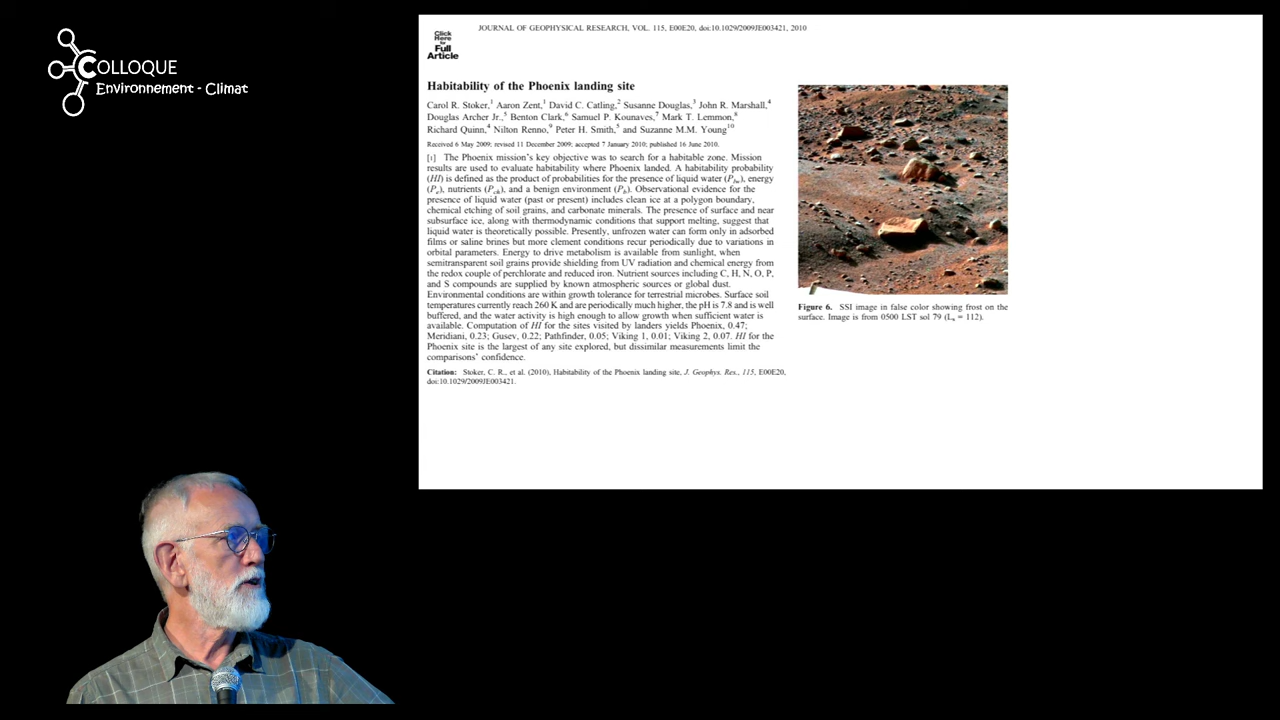 COLLOQUE
Environnement - Climat
JOURNAL OF GEOPHYSICAL RESEARCH, VOL. 115, E00E20, doi:10.1029/2009JE003421, 2010
Click
Here
for
Full
Article
Habitability of the Phoenix landing site
Carol R. Stoker,1 Aaron Zent,1 David C. Catling,2 Susanne Douglas,3 John R. Marshall,4
Douglas Archer Jr.,5 Benton Clark,6 Samuel P. Kounaves,7 Mark T. Lemmon,8
Richard Quinn,4 Nilton Renno,9 Peter H. Smith,5 and Suzanne M.M. Young10
Received 6 May 2009; revised 11 December 2009; accepted 7 January 2010; published 16 June 2010.
[1] The Phoenix mission's key objective was to search for a habitable zone. Mission
results are used to evaluate habitability where Phoenix landed. A habitability probability
(HI) is defined as the product of probabilities for the presence of liquid water (Plw), energy
(Pe), nutrients (Pch), and a benign environment (Pb). Observational evidence for the
presence of liquid water (past or present) includes clean ice at a polygon boundary,
chemical etching of soil grains, and carbonate minerals. The presence of surface and near
subsurface ice, along with thermodynamic conditions that support melting, suggest that
liquid water is theoretically possible. Presently, unfrozen water can form only in adsorbed
films or saline brines but more clement conditions recur periodically due to variations in
orbital parameters. Energy to drive metabolism is available from sunlight, when
semitransparent soil grains provide shielding from UV radiation and chemical energy from
the redox couple of perchlorate and reduced iron. Nutrient sources including C, H, N, O, P,
and S compounds are supplied by known atmospheric sources or global dust.
Environmental conditions are within growth tolerance for terrestrial microbes. Surface soil
temperatures currently reach 260 K and are periodically much higher, the pH is 7.8 and is well
buffered, and the water activity is high enough to allow growth when sufficient water is
available. Computation of HI for the sites visited by landers yields Phoenix, 0.47;
Meridiani, 0.23; Gusev, 0.22; Pathfinder, 0.05; Viking 1, 0.01; Viking 2, 0.07. HI for the
Phoenix site is the largest of any site explored, but dissimilar measurements limit the
comparisons' confidence.
Citation: Stoker, C. R., et al. (2010), Habitability of the Phoenix landing site, J. Geophys. Res., 115, E00E20,
doi:10.1029/2009JE003421.
Figure 6. SSI image in false color showing frost on the
surface. Image is from 0500 LST sol 79 (Ls = 112).